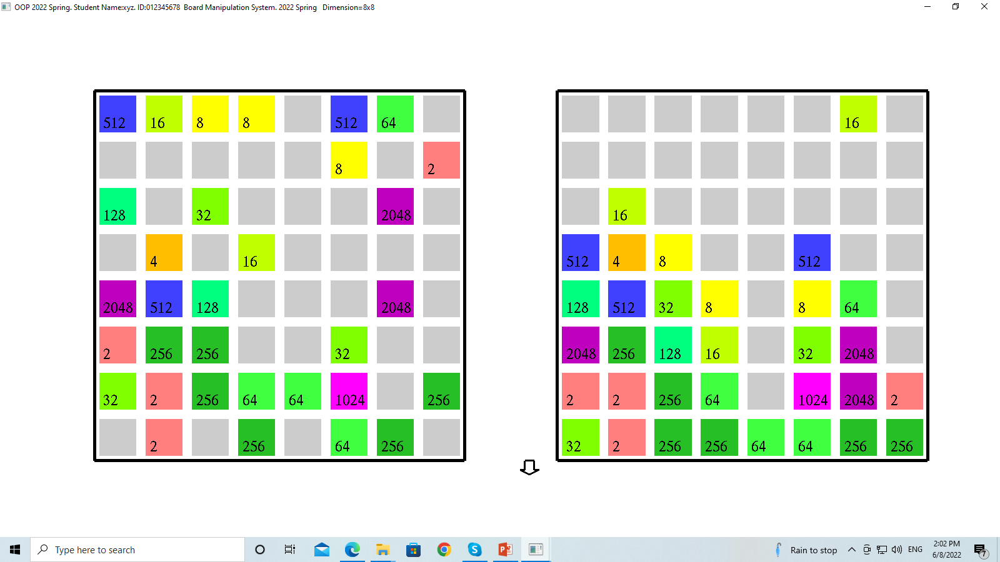 OOP 2022 Spring. Student Name:xyz. ID:012345678 Board Manipulation System. 2022 Spring Dimension=8x8
512 16 8 8 512 64 16
8 2
128 32 2048 16
4 16 512 4 8 512
2048 512 128 2048 128 512 32 8 8 64
2 256 256 32 2048 256 128 16 32 2048
32 2 256 64 64 1024 256 2 2 256 64 1024 2048 2
2 256 64 256 32 2 256 256 64 64 256 256
Type here to search Rain to stop ENG 2:02 PM
6/8/2022 7